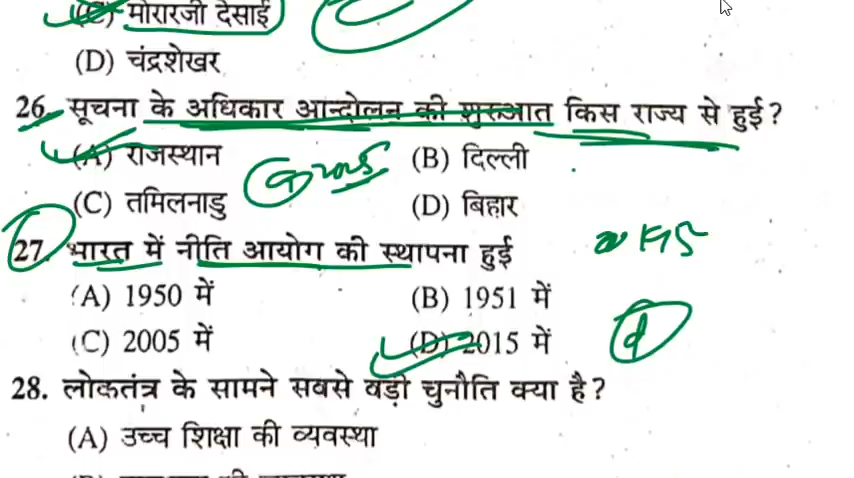 (C) मोरारजी देसाई
(D) चंद्रशेखर
26. सूचना के अधिकार आन्दोलन की शुरुआत किस राज्य से हुई?
(A) राजस्थान (B) दिल्ली
(C) तमिलनाडु (D) बिहार
27. भारत में नीति आयोग की स्थापना हुई
(A) 1950 में (B) 1951 में
(C) 2005 में (D) 2015 में
28. लोकतंत्र के सामने सबसे बड़ी चुनौति क्या है?
(A) उच्च शिक्षा की व्यवस्था